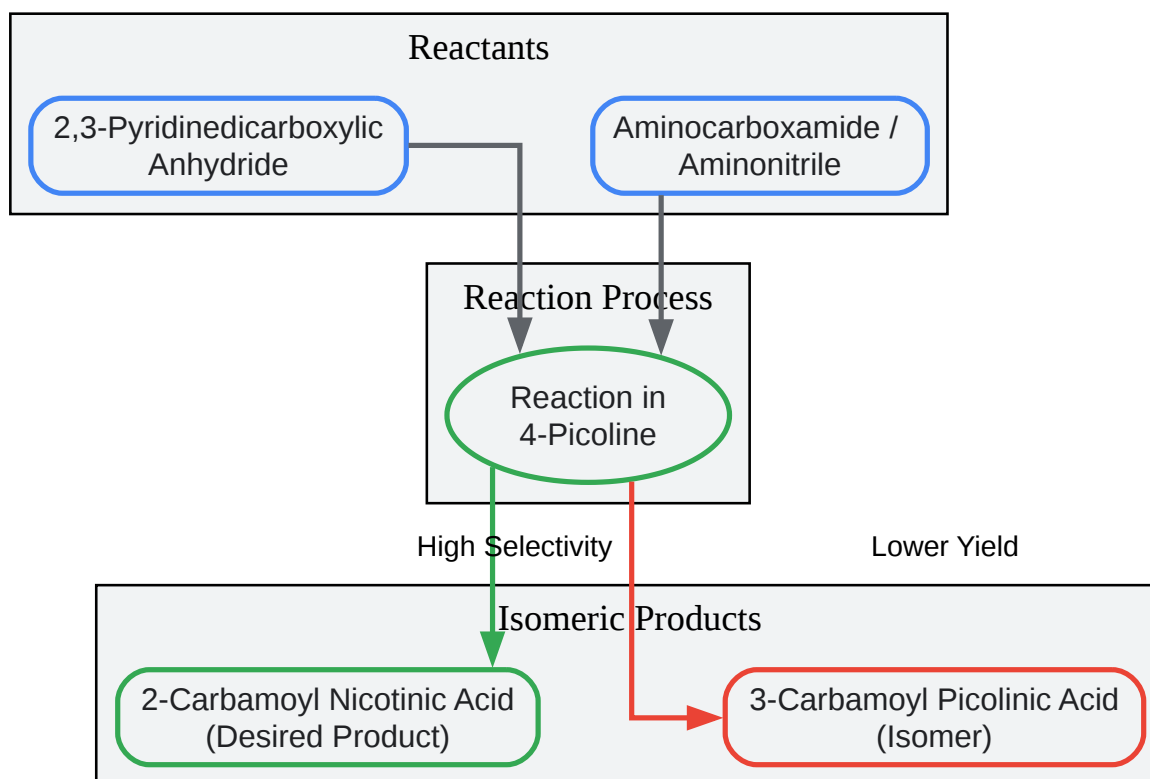 Reactants
2,3-Pyridinedicarboxylic
Anhydride
Aminocarboxamide /
Aminonitrile
Reaction Process
Reaction in
4-Picoline
High Selectivity
Lower Yield
Isomeric Products
2-Carbamoyl Nicotinic Acid
(Desired Product)
3-Carbamoyl Picolinic Acid
(Isomer)